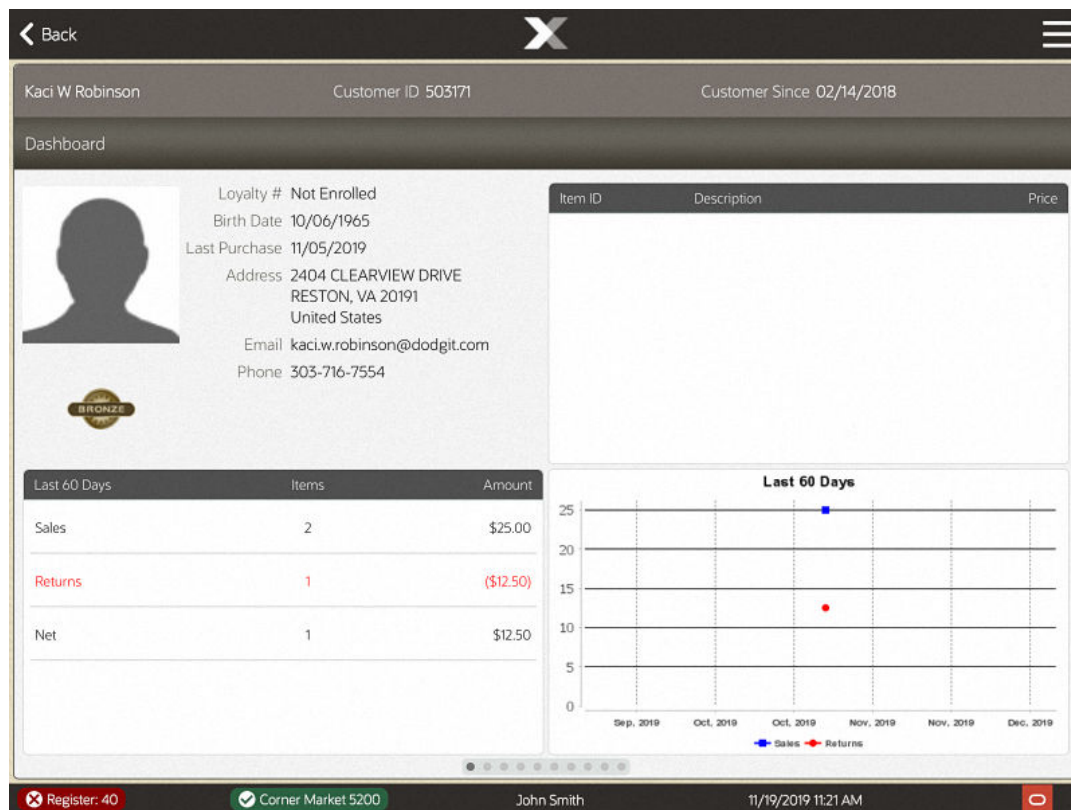 Back
Kaci W Robinson Customer ID 503171 Customer Since 02/14/2018
Dashboard
Loyalty # Not Enrolled
Birth Date 10/06/1965
Last Purchase 11/05/2019
Address 2404 CLEARVIEW DRIVE
RESTON, VA 20191
United States
Email kaci.w.robinson@dodgit.com
Phone 303-716-7554
BRONZE
Item ID Description Price
Last 60 Days Items Amount
Sales 2 $25.00
Returns 1 ($12.50)
Net 1 $12.50
Last 60 Days
25
20
15
10
5
0
Sep, 2019 Oct, 2019 Oct, 2019 Nov, 2019 Nov, 2019 Dec, 2019
Sales Returns
Register: 40 Corner Market 5200 John Smith 11/19/2019 11:21 AM